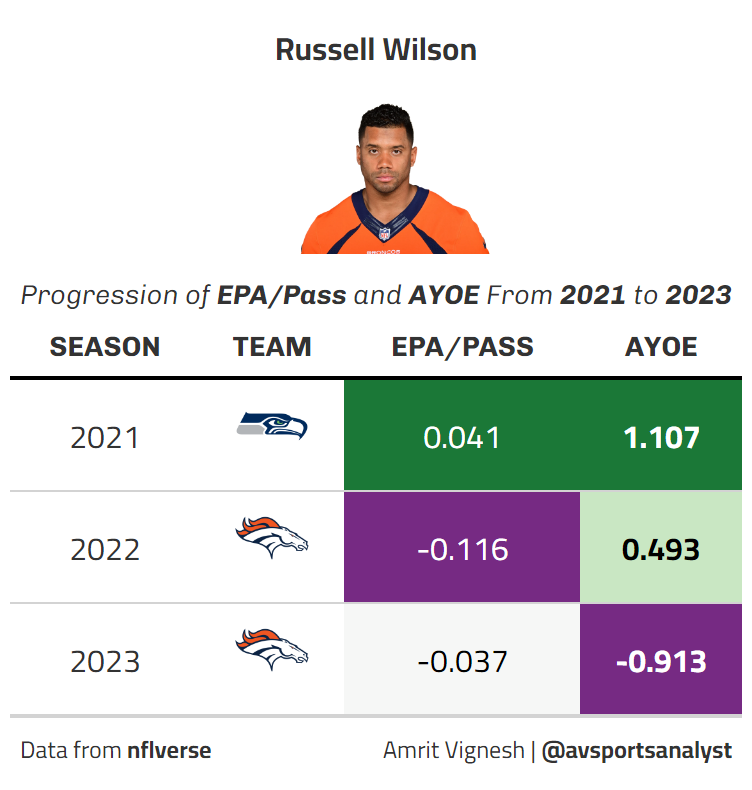 Russell Wilson
Progression of EPA/Pass and AYOE From 2021 to 2023
SEASON TEAM EPA/PASS AYOE
2021 0.041 1.107
2022 -0.116 0.493
2023 -0.037 -0.913
Data from nflverse Amrit Vignesh | @avsportsanalyst